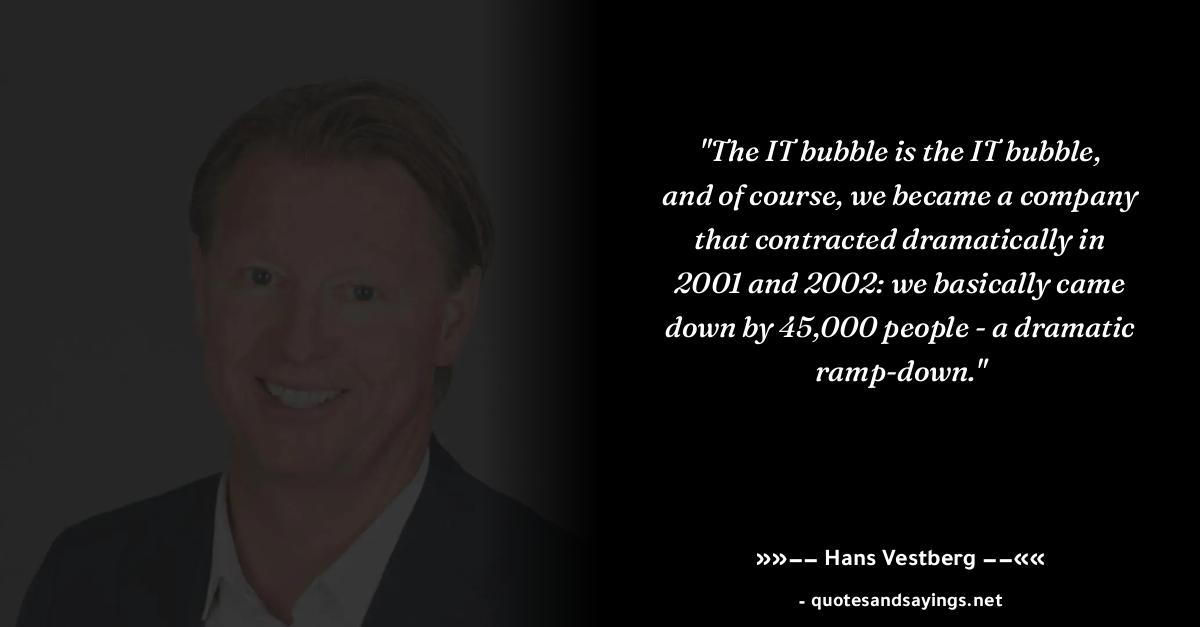 "The IT bubble is the IT bubble,
and of course, we became a company
that contracted dramatically in
2001 and 2002: we basically came
down by 45,000 people - a dramatic
ramp-down."
»»–– Hans Vestberg ––««
- quotesandsayings.net